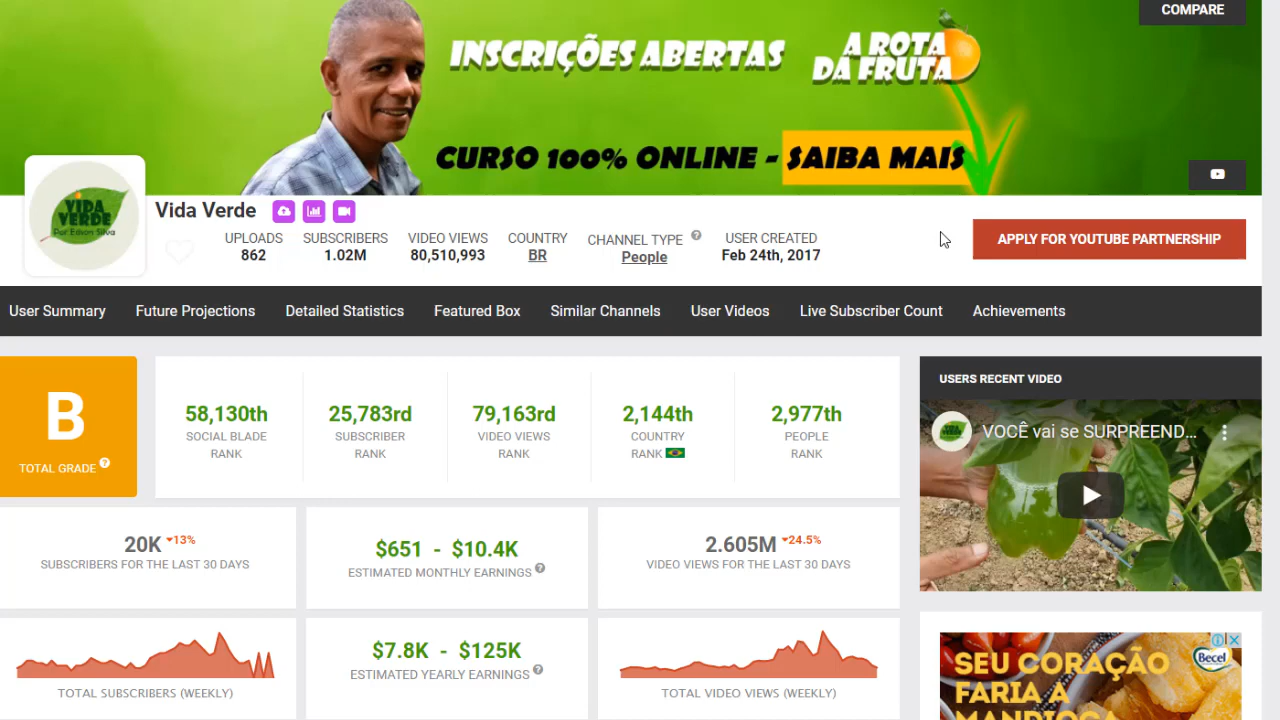 COMPARE
INSCRIÇÕES ABERTAS
A ROTA
DA FRUTA
CURSO 100% ONLINE - SAIBA MAIS
VIDA
VERDE
Por Edson Silva
Vida Verde
UPLOADS
862
SUBSCRIBERS
1.02M
VIDEO VIEWS
80,510,993
COUNTRY
BR
CHANNEL TYPE ?
People
USER CREATED
Feb 24th, 2017
APPLY FOR YOUTUBE PARTNERSHIP
User Summary Future Projections Detailed Statistics Featured Box Similar Channels User Videos Live Subscriber Count Achievements
B
TOTAL GRADE ?
58,130th
SOCIAL BLADE
RANK
25,783rd
SUBSCRIBER
RANK
79,163rd
VIDEO VIEWS
RANK
2,144th
COUNTRY
RANK
2,977th
PEOPLE
RANK
USERS RECENT VIDEO
VOCÊ vai se SURPREEND...
20K 13%
SUBSCRIBERS FOR THE LAST 30 DAYS
$651 - $10.4K
ESTIMATED MONTHLY EARNINGS ?
2.605M 24.5%
VIDEO VIEWS FOR THE LAST 30 DAYS
TOTAL SUBSCRIBERS (WEEKLY)
$7.8K - $125K
ESTIMATED YEARLY EARNINGS ?
TOTAL VIDEO VIEWS (WEEKLY)
SEU CORAÇÃO
FARIA A
MANDIOCA
Becel